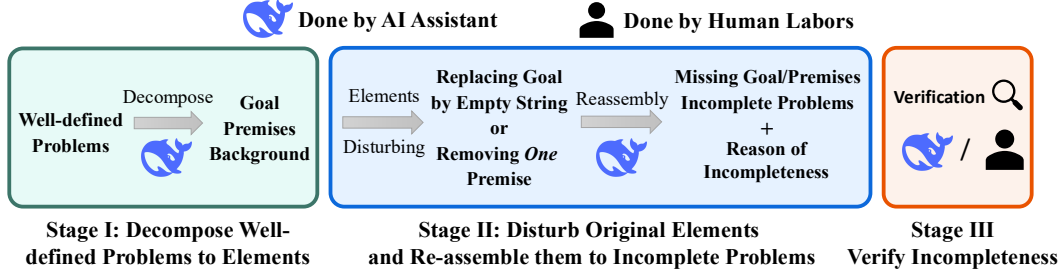 Done by AI Assistant
Done by Human Labors
Well-defined
Problems
Decompose
Goal
Premises
Background
Elements
Disturbing
Replacing Goal
by Empty String
or
Removing One
Premise
Reassembly
Missing Goal/Premises
Incomplete Problems
+
Reason of
Incompleteness
Verification
/
Stage I: Decompose Well-
defined Problems to Elements
Stage II: Disturb Original Elements
and Re-assemble them to Incomplete Problems
Stage III
Verify Incompleteness